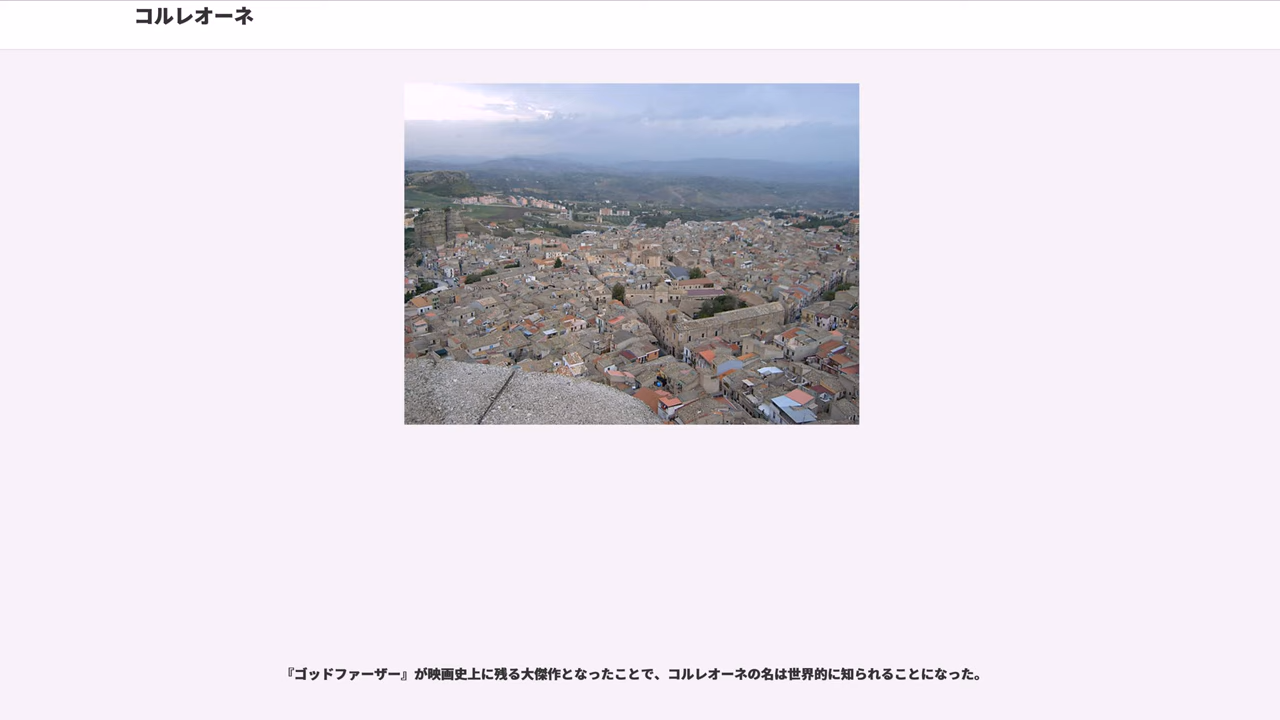 コルレオーネ
『ゴッドファーザー』が映画史上に残る大傑作となったことで、コルレオーネの名は世界的に知られることになった。